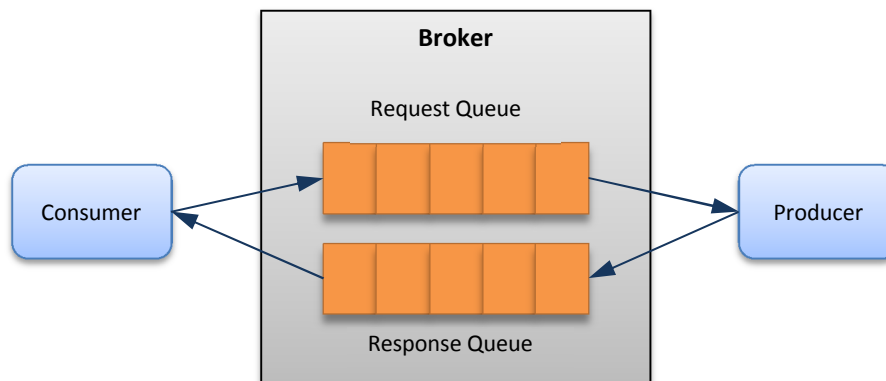 Broker
Request Queue
Consumer
Producer
Response Queue